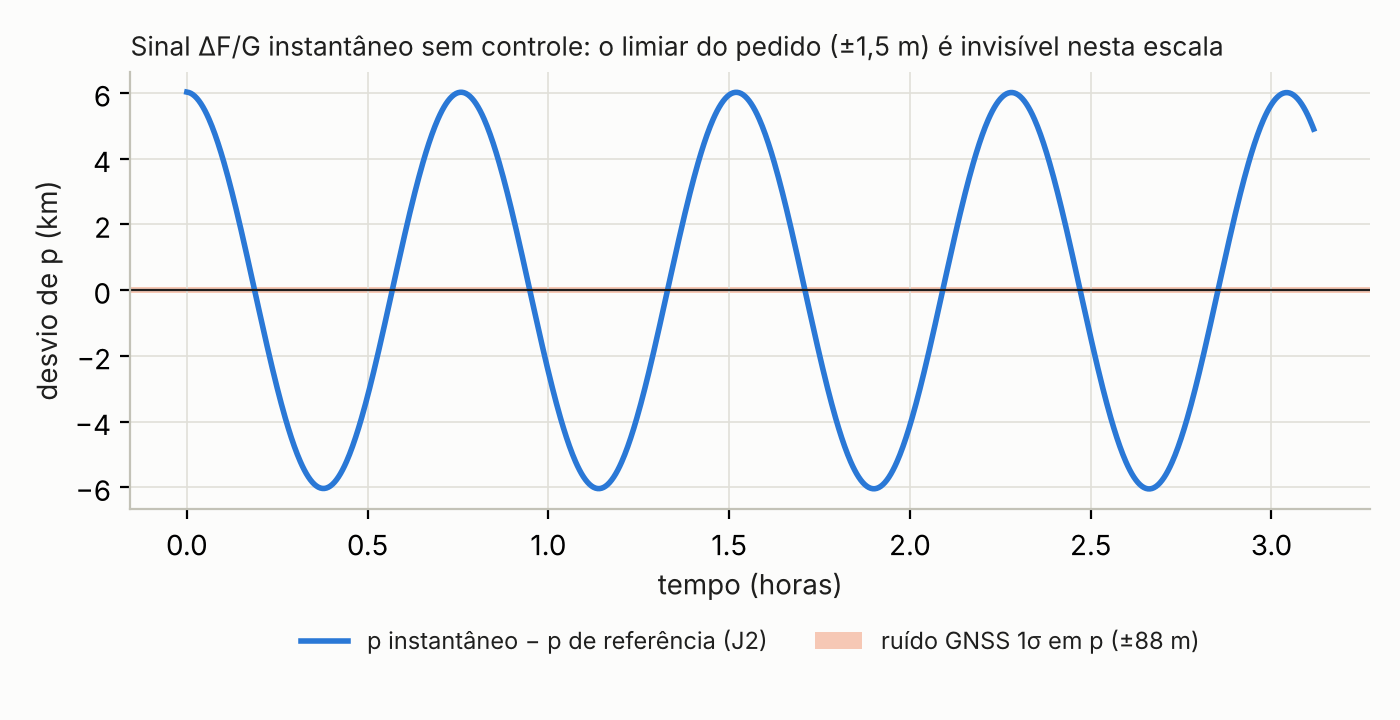 Sinal ΔF/G instantâneo sem controle: o limiar do pedido (±1,5 m) é invisível nesta escala
desvio de p (km)
6
4
2
0
−2
−4
−6
0.0 0.5 1.0 1.5 2.0 2.5 3.0
tempo (horas)
p instantâneo − p de referência (J2) ruído GNSS 1σ em p (±88 m)